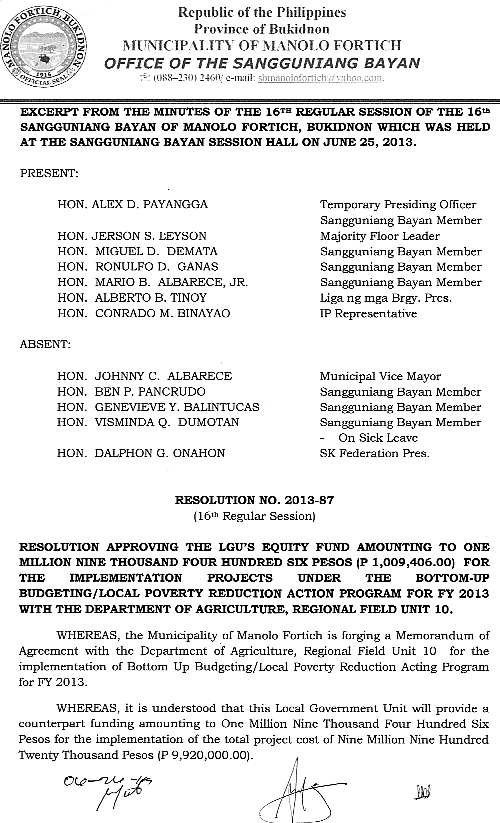 MANOLO FORTICH, BUKIDNON
1914
OFFICIAL SEAL
Republic of the Philippines
Province of Bukidnon
MUNICIPALITY OF MANOLO FORTICH
OFFICE OF THE SANGGUNIANG BAYAN
(088–230) 2460/ e-mail: sbmanolofortich@yahoo.com.
EXCERPT FROM THE MINUTES OF THE 16TH REGULAR SESSION OF THE 16th
SANGGUNIANG BAYAN OF MANOLO FORTICH, BUKIDNON WHICH WAS HELD
AT THE SANGGUNIANG BAYAN SESSION HALL ON JUNE 25, 2013.
PRESENT:
HON. ALEX D. PAYANGGA Temporary Presiding Officer
Sangguniang Bayan Member
HON. JERSON S. LEYSON Majority Floor Leader
HON. MIGUEL D. DEMATA Sangguniang Bayan Member
HON. RONULFO D. GANAS Sangguniang Bayan Member
HON. MARIO B. ALBARECE, JR. Sangguniang Bayan Member
HON. ALBERTO B. TINOY Liga ng mga Brgy. Pres.
HON. CONRADO M. BINAYAO IP Representative
ABSENT:
HON. JOHNNY C. ALBARECE Municipal Vice Mayor
HON. BEN P. PANCRUDO Sangguniang Bayan Member
HON. GENEVIEVE Y. BALINTUCAS Sangguniang Bayan Member
HON. VISMINDA Q. DUMOTAN Sangguniang Bayan Member
- On Sick Leave
HON. DALPHON G. ONAHON SK Federation Pres.
RESOLUTION NO. 2013-87
(16th Regular Session)
RESOLUTION APPROVING THE LGU'S EQUITY FUND AMOUNTING TO ONE
MILLION NINE THOUSAND FOUR HUNDRED SIX PESOS (P 1,009,406.00) FOR
THE IMPLEMENTATION PROJECTS UNDER THE BOTTOM-UP
BUDGETING/LOCAL POVERTY REDUCTION ACTION PROGRAM FOR FY 2013
WITH THE DEPARTMENT OF AGRICULTURE, REGIONAL FIELD UNIT 10.
WHEREAS, the Municipality of Manolo Fortich is forging a Memorandum of
Agreement with the Department of Agriculture, Regional Field Unit 10 for the
implementation of Bottom Up Budgeting/Local Poverty Reduction Acting Program
for FY 2013.
WHEREAS, it is understood that this Local Government Unit will provide a
counterpart funding amounting to One Million Nine Thousand Four Hundred Six
Pesos for the implementation of the total project cost of Nine Million Nine Hundred
Twenty Thousand Pesos (P 9,920,000.00).